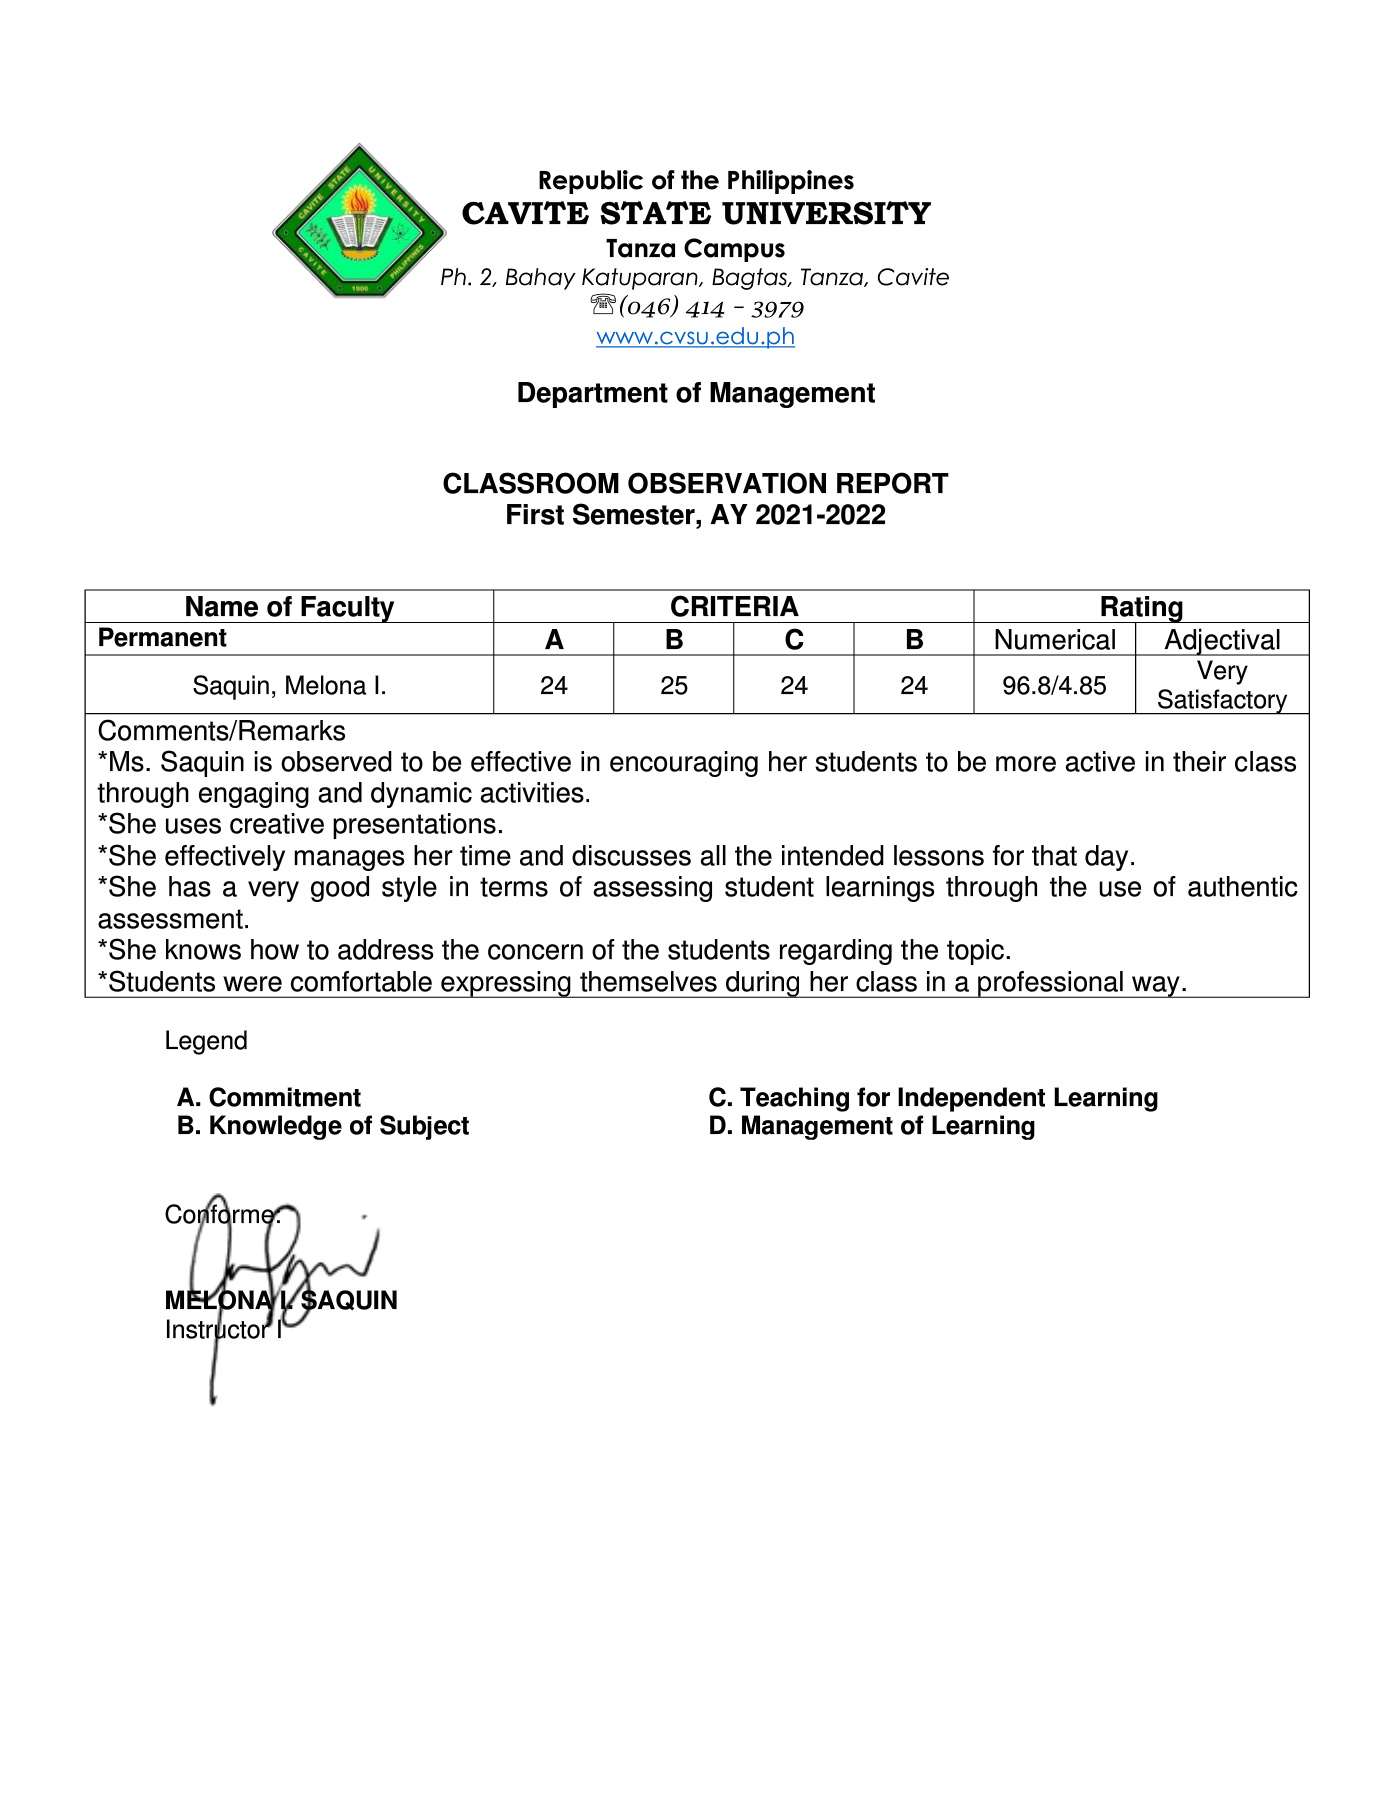 CAVITE STATE UNIVERSITY
CAVITE PHILIPPINES
1906
Republic of the Philippines
CAVITE STATE UNIVERSITY
Tanza Campus
Ph. 2, Bahay Katuparan, Bagtas, Tanza, Cavite
☏(046) 414 – 3979
www.cvsu.edu.ph
Department of Management
CLASSROOM OBSERVATION REPORT
First Semester, AY 2021-2022
Name of Faculty CRITERIA Rating
Permanent A B C B Numerical Adjectival
Saquin, Melona I. 24 25 24 24 96.8/4.85 Very Satisfactory
Comments/Remarks
*Ms. Saquin is observed to be effective in encouraging her students to be more active in their class
through engaging and dynamic activities.
*She uses creative presentations.
*She effectively manages her time and discusses all the intended lessons for that day.
*She has a very good style in terms of assessing student learnings through the use of authentic
assessment.
*She knows how to address the concern of the students regarding the topic.
*Students were comfortable expressing themselves during her class in a professional way.
Legend
A. Commitment C. Teaching for Independent Learning
B. Knowledge of Subject D. Management of Learning
Conforme:
MELONA I. SAQUIN
Instructor I